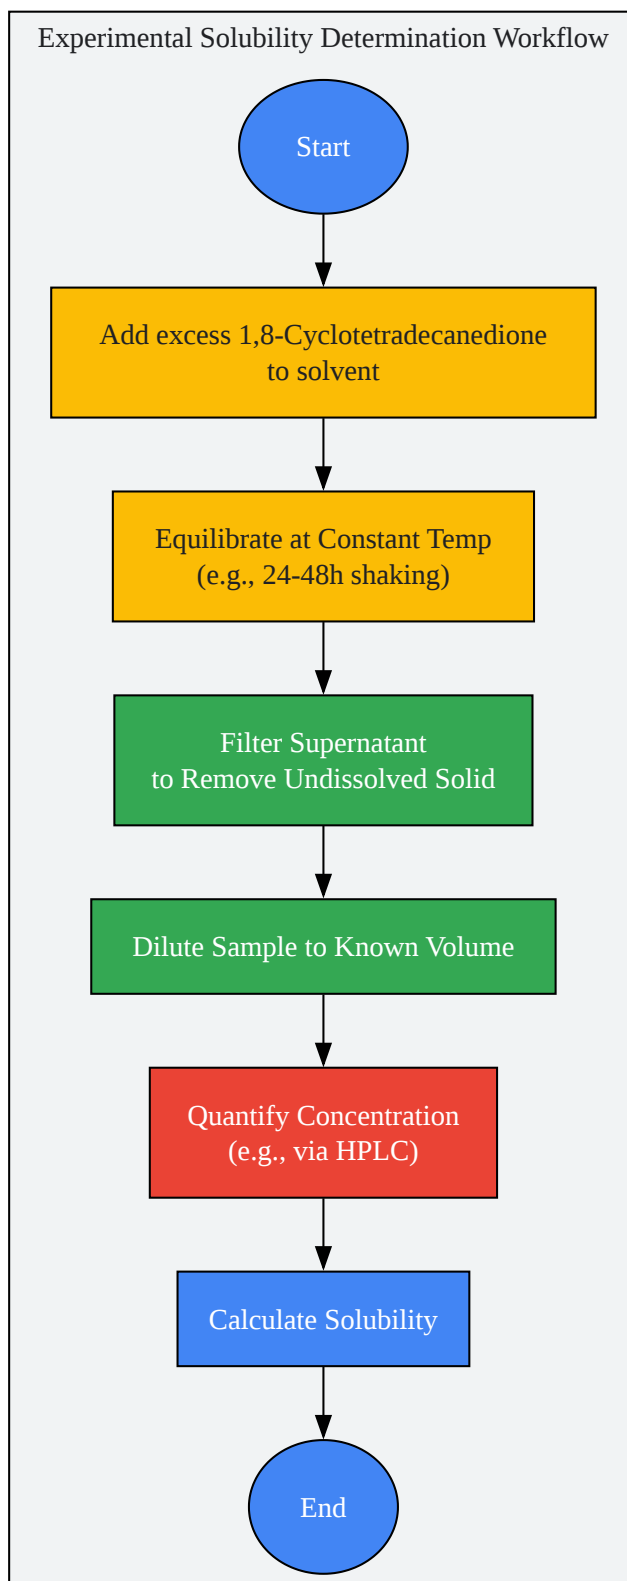 Experimental Solubility Determination Workflow
Start
Add excess 1,8-Cyclotetradecanedione
to solvent
Equilibrate at Constant Temp
(e.g., 24-48h shaking)
Filter Supernatant
to Remove Undissolved Solid
Dilute Sample to Known Volume
Quantify Concentration
(e.g., via HPLC)
Calculate Solubility
End